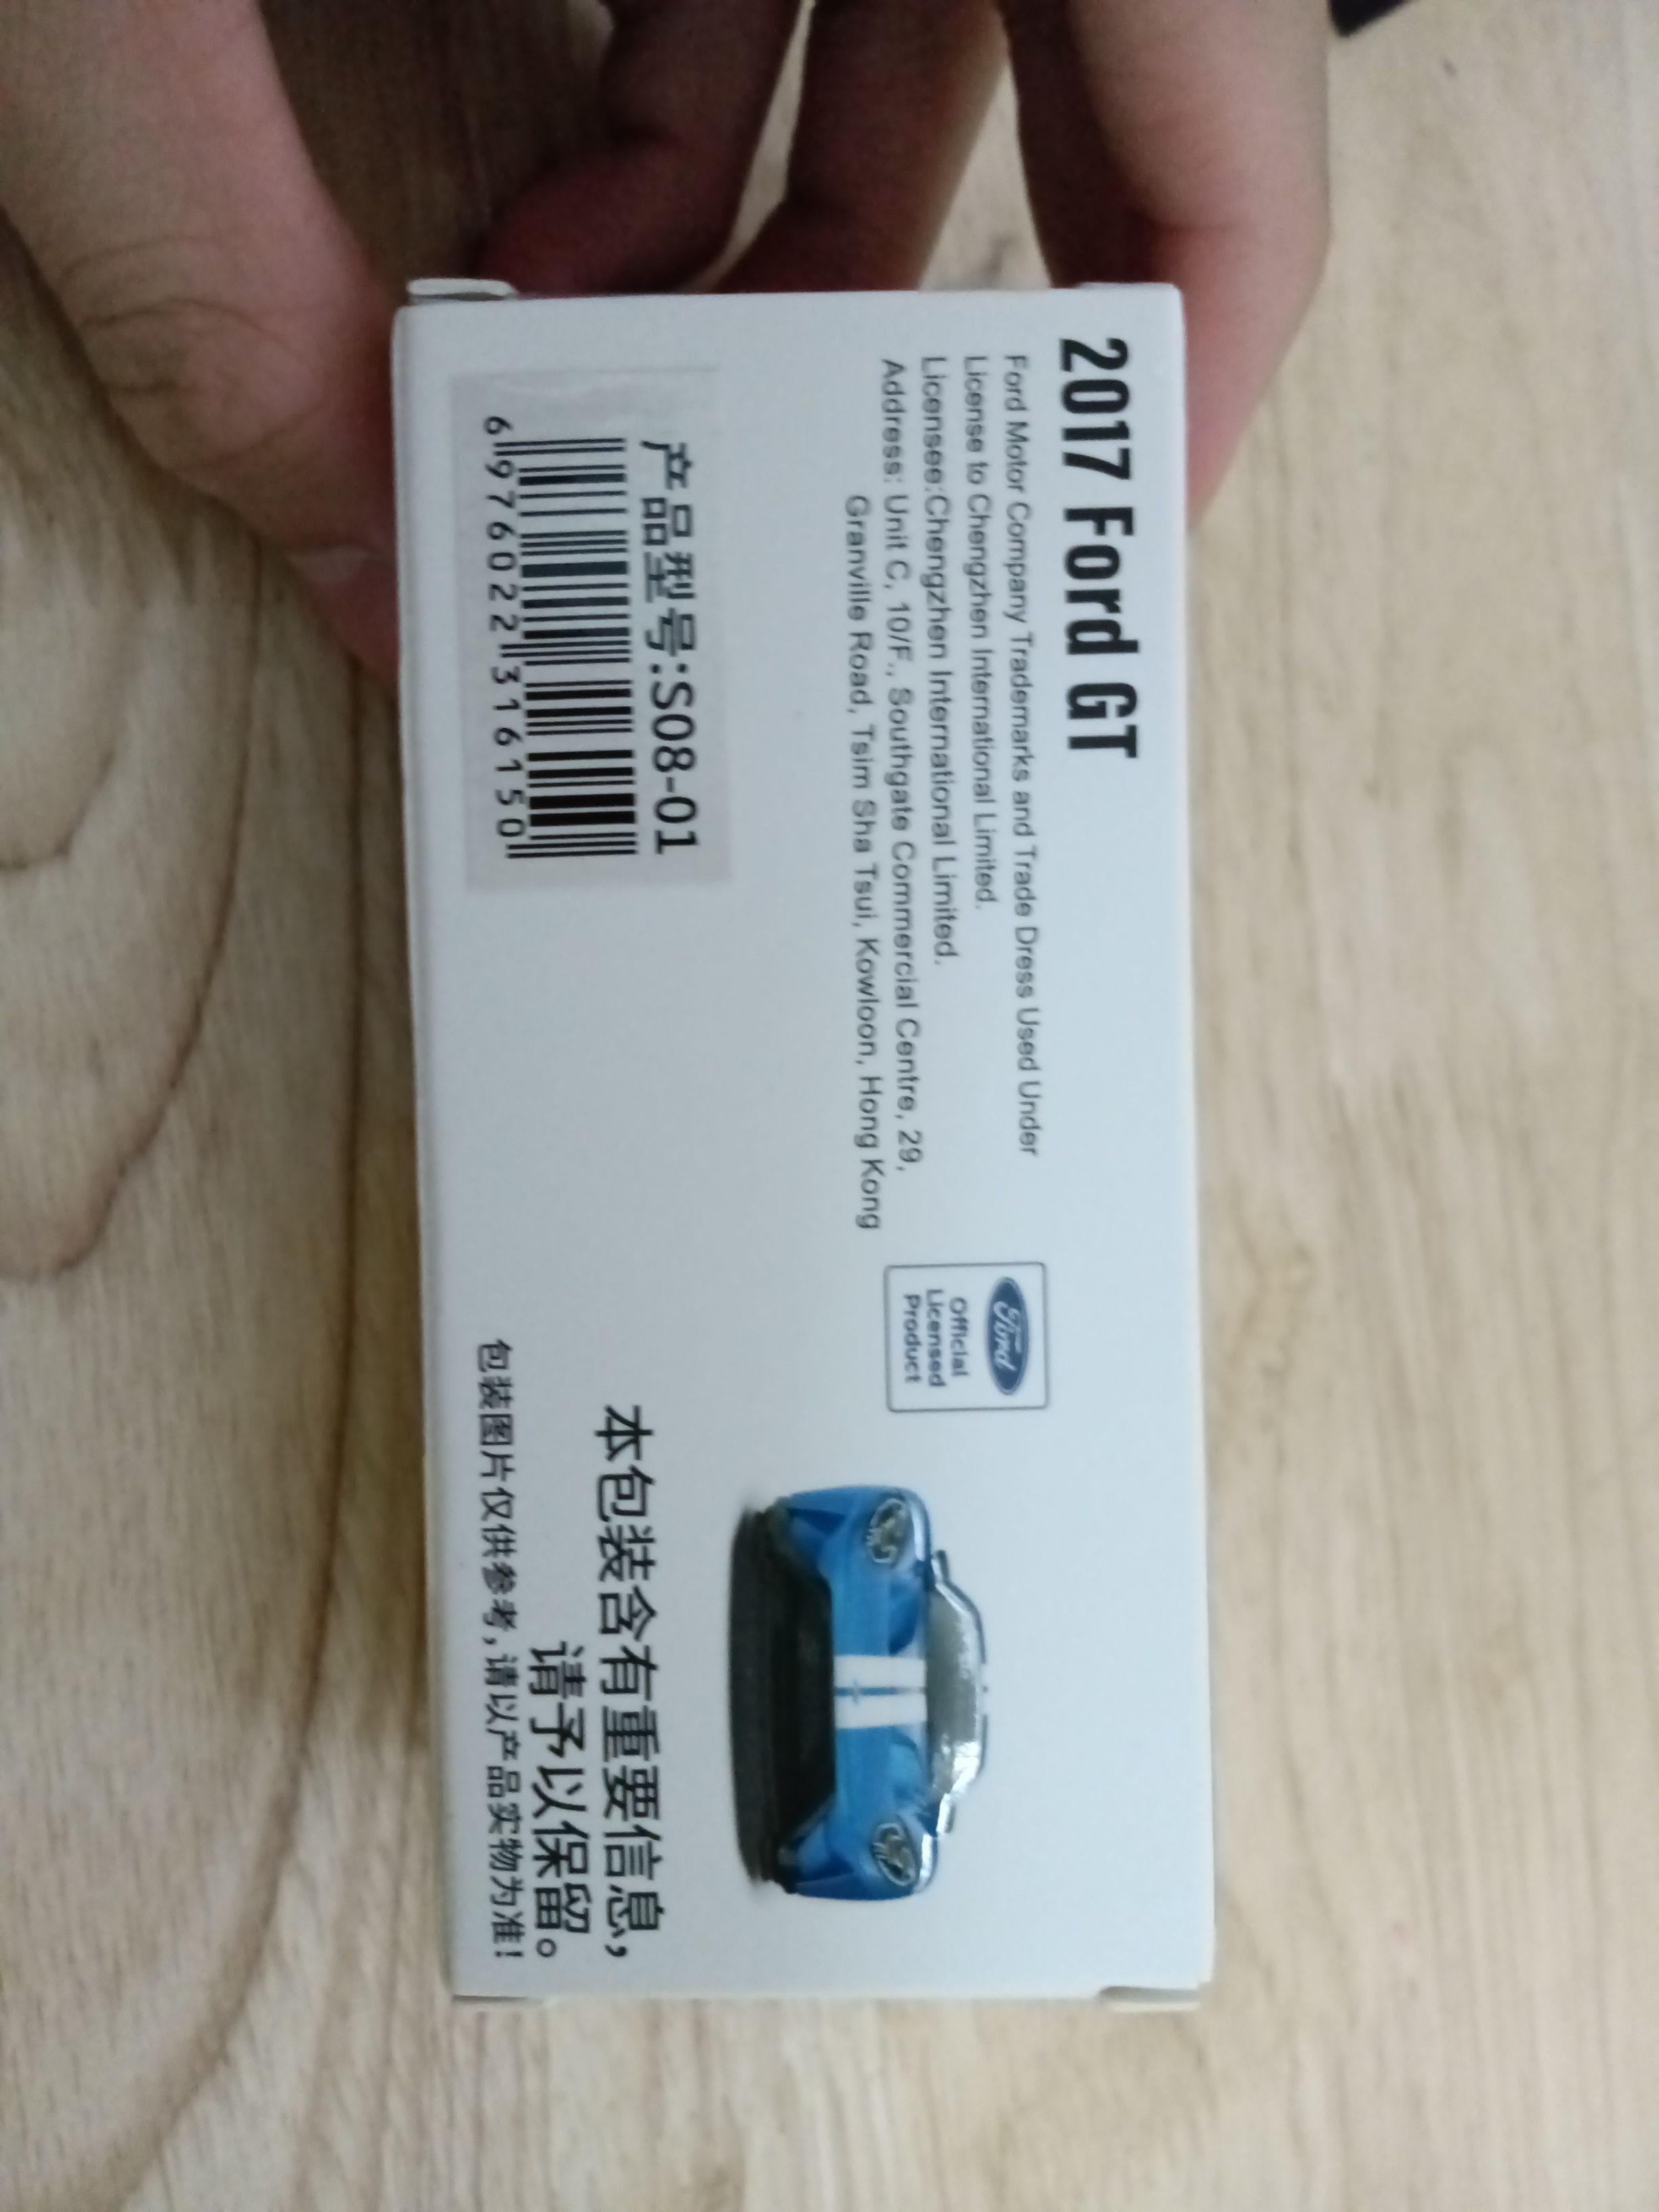 2017 Ford GT
Ford Motor Company Trademarks and Trade Dress Used Under
License to Chengzhen International Limited.
Licensee:Chengzhen International Limited.
Address: Unit C, 10/F., Southgate Commercial Centre, 29,
Granville Road, Tsim Sha Tsui, Kowloon, Hong Kong
Ford
Official
Licensed
Product
产品型号:S08-01
6 976022 316150
本包装含有重要信息,
请予以保留。
包装图片仅供参考,请以产品实物为准!